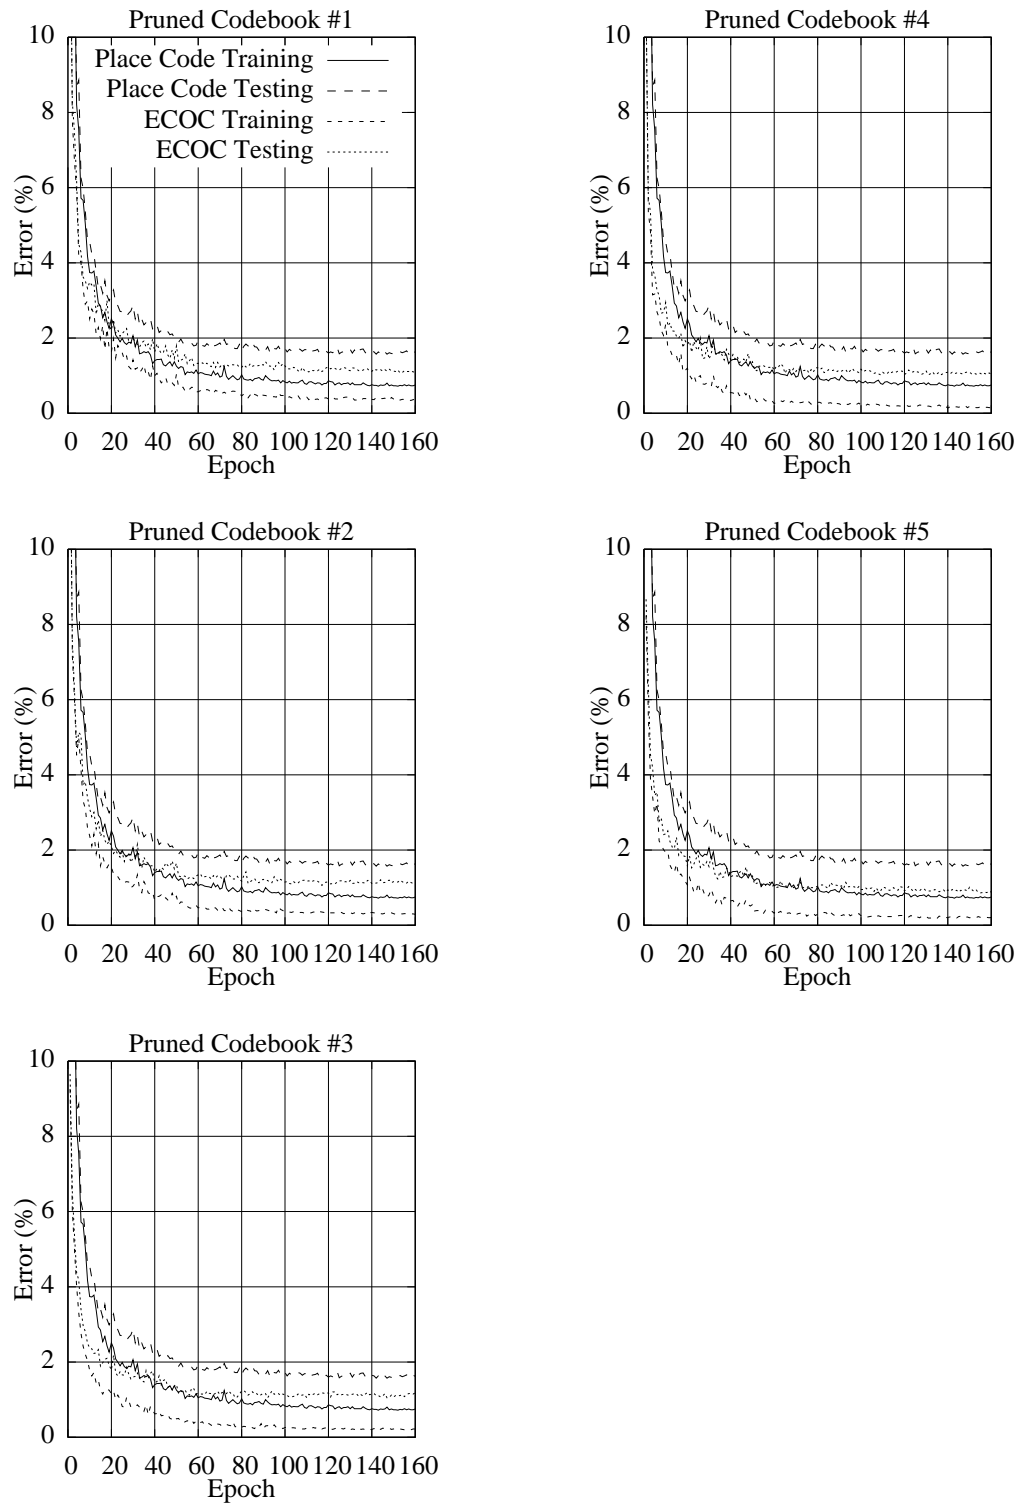 Pruned Codebook #1
10
8
6
4
2
0
Error (%)
Place Code Training
Place Code Testing
ECOC Training
ECOC Testing
0 20 40 60 80 100 120 140 160
Epoch
Pruned Codebook #4
10
8
6
4
2
0
Error (%)
0 20 40 60 80 100 120 140 160
Epoch
Pruned Codebook #2
10
8
6
4
2
0
Error (%)
0 20 40 60 80 100 120 140 160
Epoch
Pruned Codebook #5
10
8
6
4
2
0
Error (%)
0 20 40 60 80 100 120 140 160
Epoch
Pruned Codebook #3
10
8
6
4
2
0
Error (%)
0 20 40 60 80 100 120 140 160
Epoch